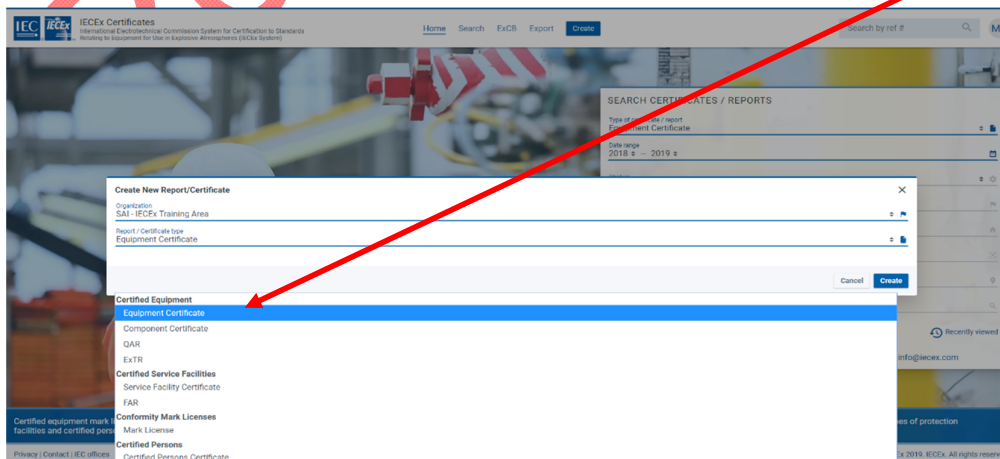 IEC IECEx
IECEx Certificates
International Electrotechnical Commission System for Certification to Standards
Relating to Equipment for Use in Explosive Atmospheres (IECEx System)
Home Search ExCB Export Create
Search by ref #
M
SEARCH CERTIFICATES / REPORTS
Type of certificate / report
Equipment Certificate
Date range
2018 – 2019
Create New Report/Certificate
Organization
SAI - IECEx Training Area
Report / Certificate type
Equipment Certificate
Cancel Create
Certified Equipment
Equipment Certificate
Component Certificate
QAR
ExTR
Certified Service Facilities
Service Facility Certificate
FAR
Conformity Mark Licenses
Mark License
Certified Persons
Certified Persons Certificate
Recently viewed
info@iecex.com
Certified equipment mark
facilities and certified pers
es of protection
Privacy | Contact | IEC offices
Ex 2019. IECEx. All rights reserv